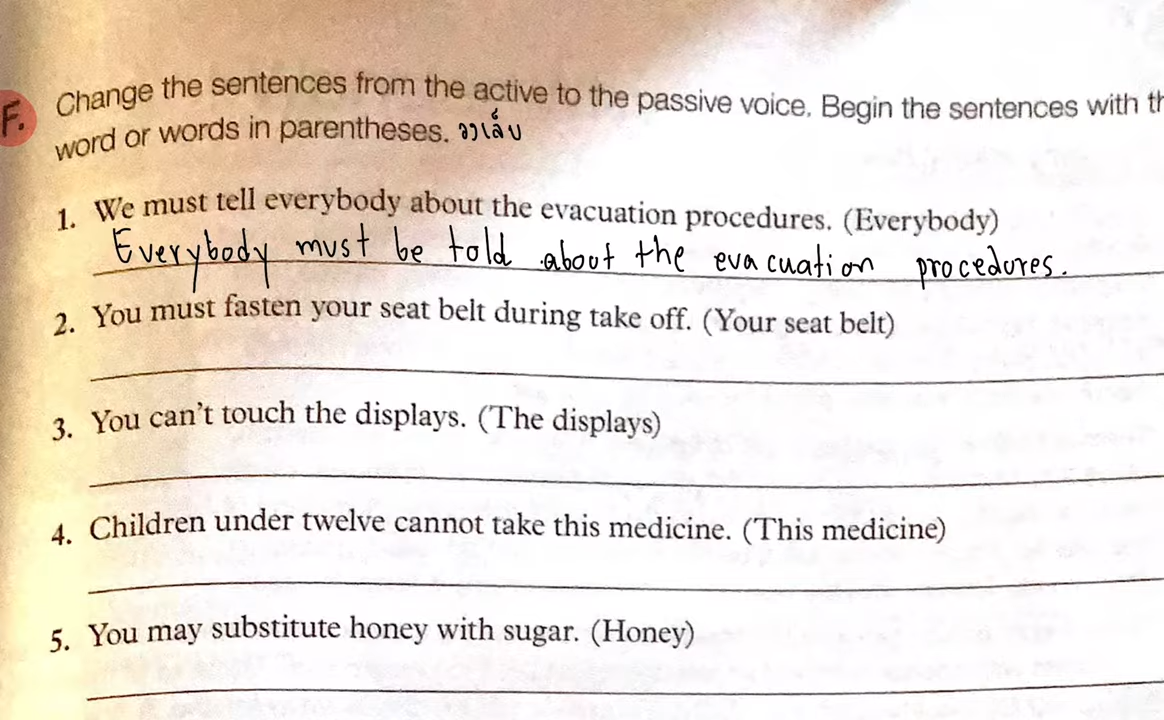 F. Change the sentences from the active to the passive voice. Begin the sentences with
word or words in parentheses. วงเล็บ
1. We must tell everybody about the evacuation procedures. (Everybody)
Everybody must be told about the evacuation procedures.
2. You must fasten your seat belt during take off. (Your seat belt)
3. You can't touch the displays. (The displays)
4. Children under twelve cannot take this medicine. (This medicine)
5. You may substitute honey with sugar. (Honey)